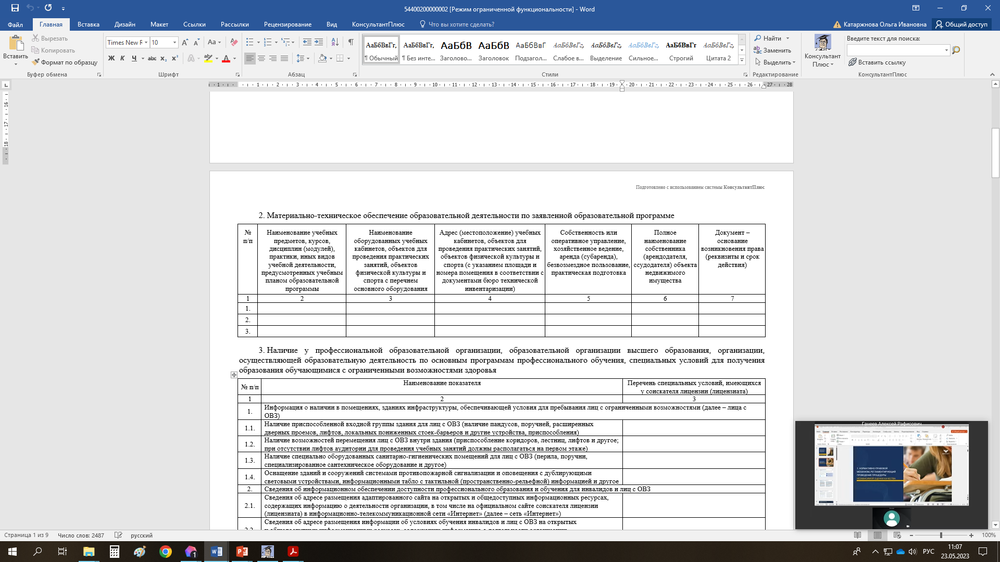 54400200000002 [Режим ограниченной функциональности] - Word
Файл
Главная
Вставка
Дизайн
Макет
Ссылки
Рассылки
Рецензирование
Вид
КонсультантПлюс
Что вы хотите сделать?
Катаржнова Ольга Ивановна
Общий доступ
Вставить
Вырезать
Копировать
Формат по образцу
Буфер обмена
Times New R
10
Шрифт
Абзац
¶ Обычный
¶ Без инте...
Заголово...
Заголовок
Подзагол...
Слабое в...
Выделение
Сильное...
Строгий
Цитата 2
Стили
Найти
Заменить
Выделить
Редактирование
Консультант Плюс
Введите текст для поиска:
Вставить ссылку
КонсультантПлюс
Подготовлено с использованием системы КонсультантПлюс
2. Материально-техническое обеспечение образовательной деятельности по заявленной образовательной программе
№ п/п
Наименование учебных предметов, курсов, дисциплин (модулей), практики, иных видов учебной деятельности, предусмотренных учебным планом образовательной программы
Наименование оборудованных учебных кабинетов, объектов для проведения практических занятий, объектов физической культуры и спорта с перечнем основного оборудования
Адрес (местоположение) учебных кабинетов, объектов для проведения практических занятий, объектов физической культуры и спорта (с указанием площади и номера помещения в соответствии с документами бюро технической инвентаризации)
Собственность или оперативное управление, хозяйственное ведение, аренда (субаренда), безвозмездное пользование, практическая подготовка
Полное наименование собственника (арендодателя, ссудодателя) объекта недвижимого имущества
Документ – основание возникновения права (реквизиты и срок действия)
1 2 3 4 5 6 7
1.
2.
3.
3. Наличие у профессиональной образовательной организации, образовательной организации высшего образования, организации,
осуществляющей образовательную деятельность по основным программам профессионального обучения, специальных условий для получения
образования обучающимися с ограниченными возможностями здоровья
№ п/п
Наименование показателя
Перечень специальных условий, имеющихся
у соискателя лицензии (лицензиата)
1 2 3
1. Информация о наличии в помещениях, зданиях инфраструктуры, обеспечивающей условия для пребывания лиц с ограниченными возможностями (далее – лица с
ОВЗ)
1.1. Наличие приспособленной входной группы здания для лиц с ОВЗ (наличие пандусов, поручней, расширенных
дверных проемов, лифтов, локальных пониженных стоек-барьеров и другие устройства, приспособления)
1.2. Наличие возможностей перемещения лиц с ОВЗ внутри здания (приспособление коридоров, лестниц, лифтов и другое;
при отсутствии лифтов аудитории для проведения учебных занятий должны располагаться на первом этаже)
1.3. Наличие специально оборудованных санитарно-гигиенических помещений для лиц с ОВЗ (перила, поручни,
специализированное сантехническое оборудование и другое)
1.4. Оснащение зданий и сооружений системами противопожарной сигнализации и оповещения с дублирующими
световыми устройствами, информационными табло с тактильной (пространственно-рельефной) информацией и другое
2. Сведения об информационном обеспечении доступности профессионального образования и обучения для инвалидов и лиц с ОВЗ
2.1. Сведения об адресе размещения адаптированного сайта на открытых и общедоступных информационных ресурсах,
содержащих информацию о деятельности организации, в том числе на официальном сайте соискателя лицензии
(лицензиата) в информационно-телекоммуникационной сети «Интернет» (далее – сеть «Интернет»)
Сведения об адресе размещения информации об условиях обучения инвалидов и лиц с ОВЗ на открытых
Ганеев Алексей Рафисович
1. НОРМАТИВНО-ПРАВОВОЙ
МЕХАНИЗМ, РЕГЛАМЕНТИРУЮЩИЙ
ПРОВЕДЕНИЕ ПРОЦЕДУРЫ
НЕЗАВИСИМОЙ ОЦЕНКИ КАЧЕСТВА
Страница 1 из 9
Число слов: 2487
русский
100%
РУС
11:07
23.05.2023